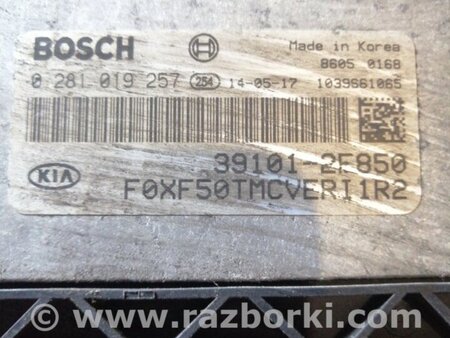 BOSCH
Made in Korea
8605 0168
0 281 019 257 254 14-05-17 1039S61065
39101-2F850
KIA
F0XF50TMCVERI1R2
© www.razborki.com